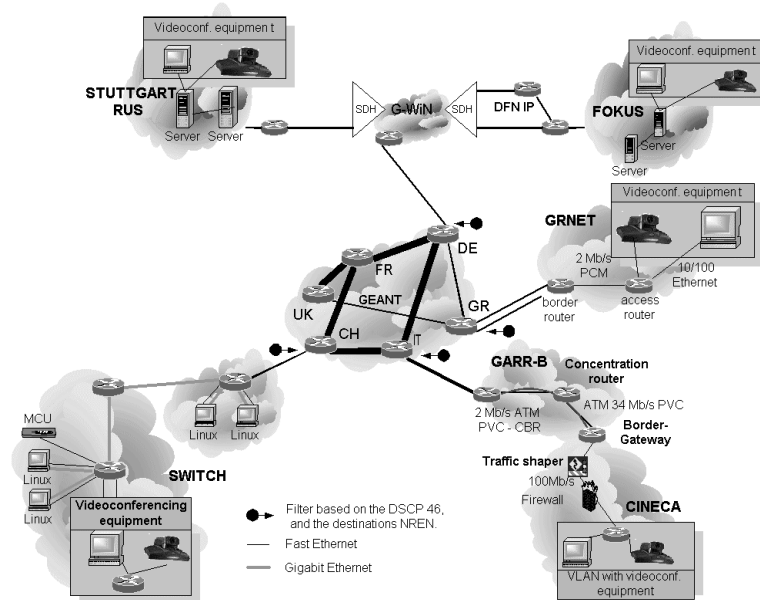 Videoconf. equipment
STUTTGART
RUS
Server
Server
SDH
G-WiN
SDH
DFN IP
Videoconf. equipment
FOKUS
Server
Server
Videoconf. equipment
GRNET
2 Mb/s
PCM
10/100
Ethernet
border
router
access
router
DE
FR
GEANT
UK
GR
CH
IT
GARR-B
Concentration
router
2 Mb/s ATM
PVC - CBR
ATM 34 Mb/s PVC
Border-
Gateway
Traffic shaper
100Mb/s
Firewall
CINECA
VLAN with videoconf.
equipment
Linux
Linux
MCU
Linux
Linux
SWITCH
Videoconferencing
equipment
Filter based on the DSCP 46,
and the destinations NREN.
Fast Ethernet
Gigabit Ethernet